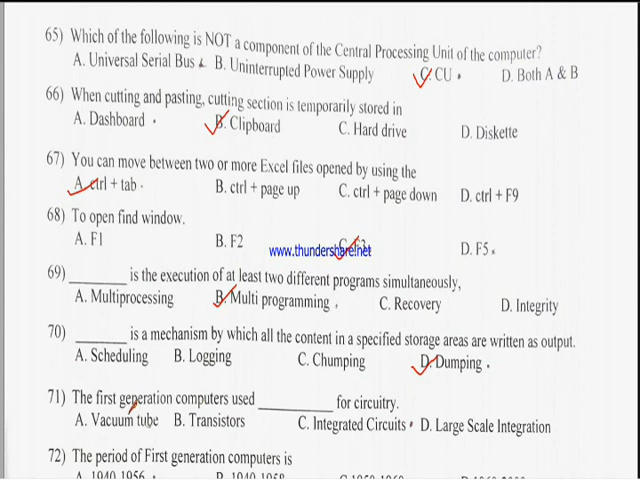 65) Which of the following is NOT a component of the Central Processing Unit of the computer?
A. Universal Serial Bus B. Uninterrupted Power Supply C. CU D. Both A & B
66) When cutting and pasting, cutting section is temporarily stored in
A. Dashboard B. Clipboard C. Hard drive D. Diskette
67) You can move between two or more Excel files opened by using the
A. ctrl + tab B. ctrl + page up C. ctrl + page down D. ctrl + F9
68) To open find window.
A. F1 B. F2 C. F3 D. F5
www.thundershare.net
69) ________ is the execution of at least two different programs simultaneously,
A. Multiprocessing B. Multi programming C. Recovery D. Integrity
70) ________ is a mechanism by which all the content in a specified storage areas are written as output.
A. Scheduling B. Logging C. Chumping D. Dumping
71) The first generation computers used ____________ for circuitry.
A. Vacuum tube B. Transistors C. Integrated Circuits D. Large Scale Integration
72) The period of First generation computers is
A. 1940-1956